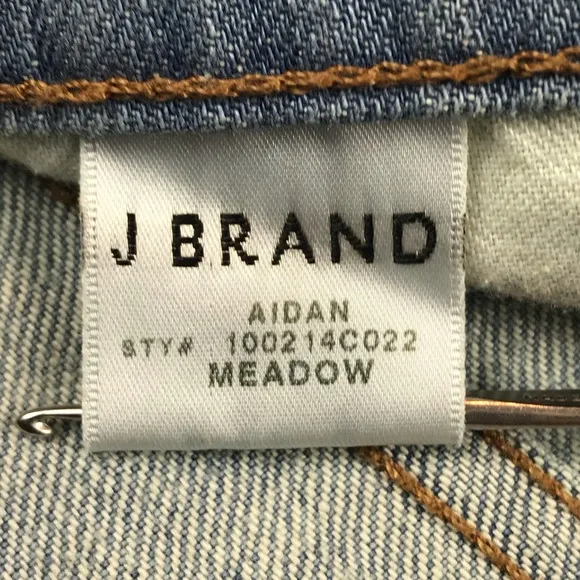 J BRAND
AIDAN
STY# 100214C022
MEADOW